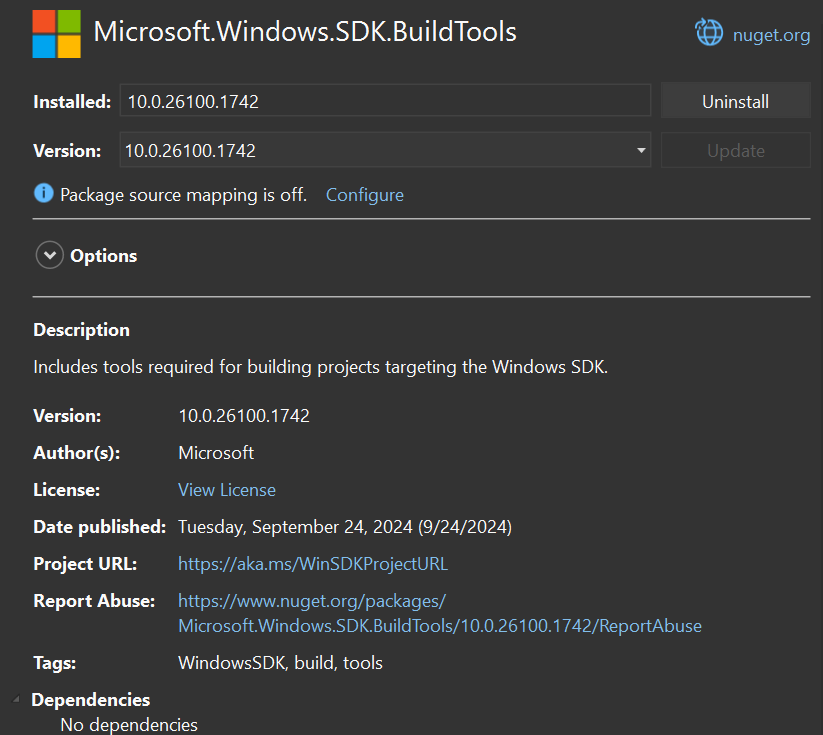 Microsoft.Windows.SDK.BuildTools
nuget.org
Installed: 10.0.26100.1742 Uninstall
Version: 10.0.26100.1742 Update
Package source mapping is off. Configure
Options
Description
Includes tools required for building projects targeting the Windows SDK.
Version: 10.0.26100.1742
Author(s): Microsoft
License: View License
Date published: Tuesday, September 24, 2024 (9/24/2024)
Project URL: https://aka.ms/WinSDKProjectURL
Report Abuse: https://www.nuget.org/packages/
Microsoft.Windows.SDK.BuildTools/10.0.26100.1742/ReportAbuse
Tags: WindowsSDK, build, tools
Dependencies
No dependencies